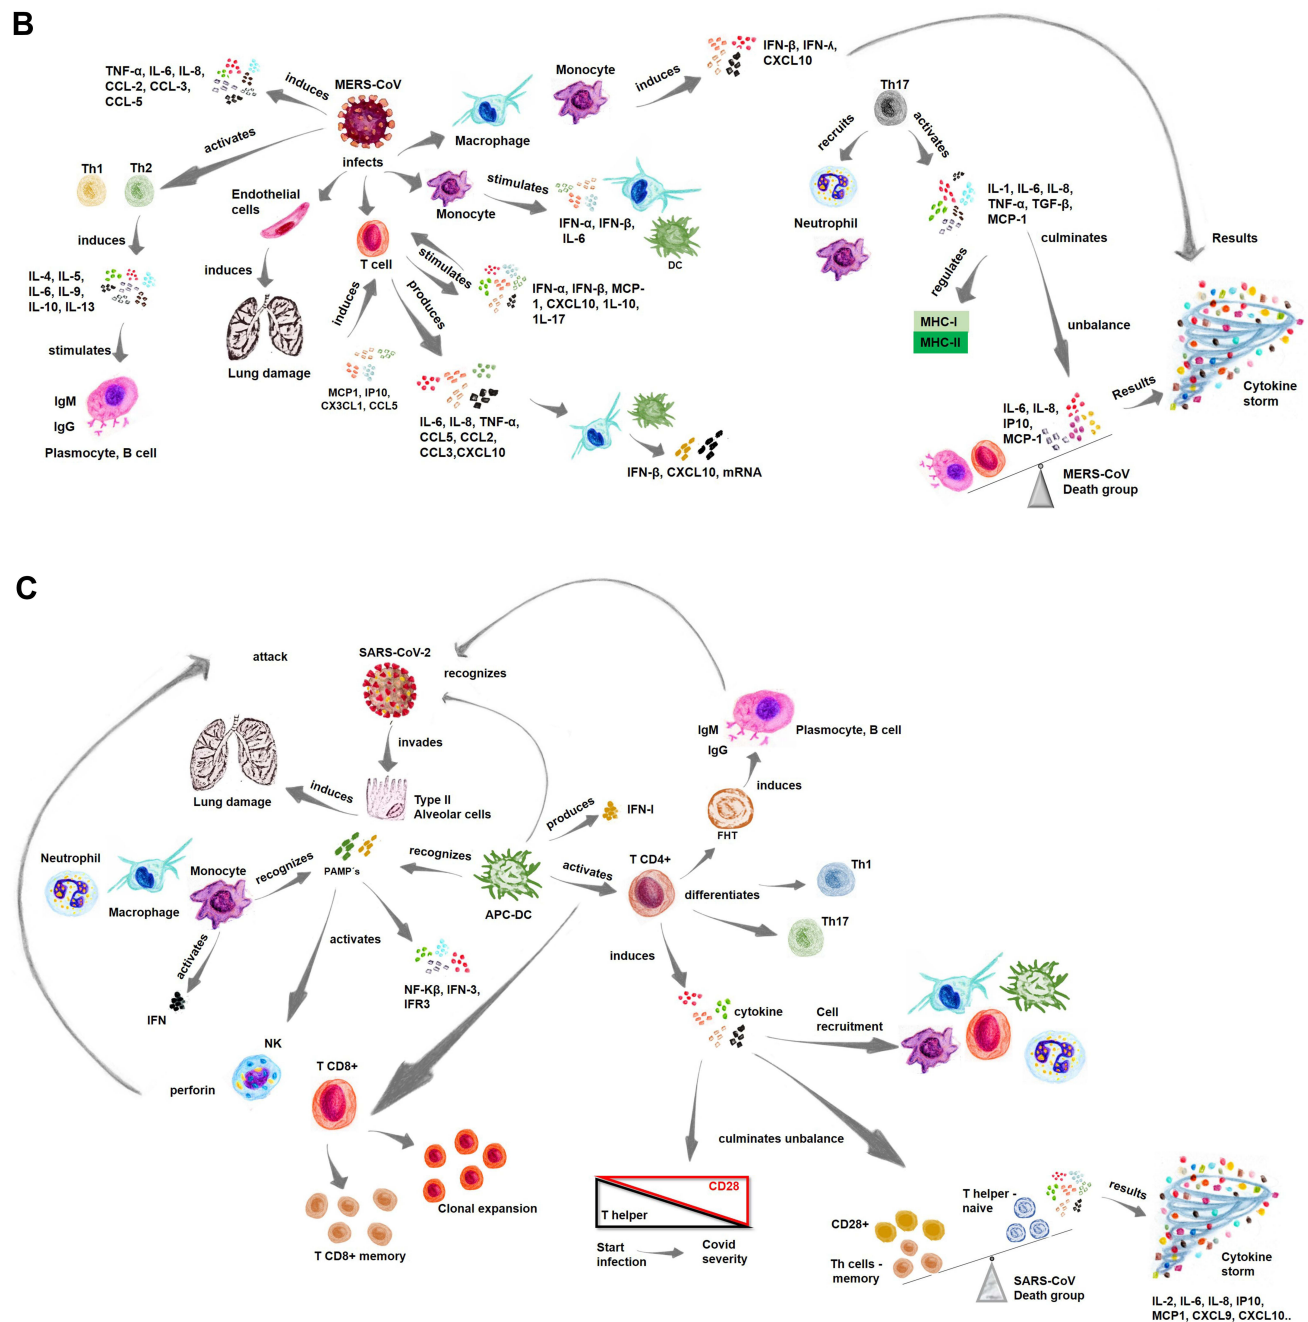 B
TNF-α, IL-6, IL-8,
CCL-2, CCL-3,
CCL-5
induces
MERS-CoV
Monocyte
induces
IFN-β, IFN-ʎ,
CXCL10
Macrophage
activates
infects
Th1
Th2
Endothelial
cells
Monocyte
stimulates
IFN-α, IFN-β,
IL-6
DC
induces
IL-4, IL-5,
IL-6, IL-9,
IL-10, IL-13
stimulates
IgM
IgG
Plasmocyte, B cell
induces
Lung damage
T cell
induces
produces
stimulates
IFN-α, IFN-β, MCP-
1, CXCL10, 1L-10,
1L-17
MCP1, IP10,
CX3CL1, CCL5
IL-6, IL-8, TNF-α,
CCL5, CCL2,
CCL3,CXCL10
IFN-β, CXCL10, mRNA
Th17
recruits
activates
Neutrophil
IL-1, IL-6, IL-8,
TNF-α, TGF-β,
MCP-1
culminates
Results
regulates
MHC-I
MHC-II
unbalance
Results
Cytokine
storm
IL-6, IL-8,
IP10,
MCP-1
MERS-CoV
Death group
C
attack
SARS-CoV-2
recognizes
invades
Lung damage
induces
Type II
Alveolar cells
IgM
IgG
Plasmocyte, B cell
induces
FHT
produces
IFN-I
Neutrophil
Macrophage
Monocyte
recognizes
PAMP´s
recognizes
APC-DC
activates
T CD4+
differentiates
Th1
Th17
activates
IFN
activates
NF-Kβ, IFN-3,
IFR3
induces
cytokine
Cell
recruitment
NK
perforin
T CD8+
Clonal expansion
T CD8+ memory
culminates unbalance
CD28
T helper
Start
infection
Covid
severity
T helper -
naive
CD28+
Th cells -
memory
SARS-CoV
Death group
results
Cytokine
storm
IL-2, IL-6, IL-8, IP10,
MCP1, CXCL9, CXCL10..